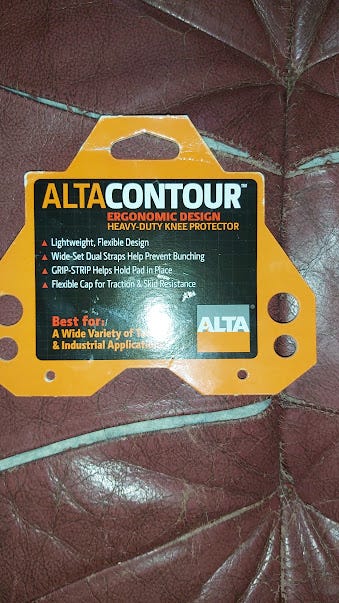 ALTACONTOUR™
ERGONOMIC DESIGN
HEAVY-DUTY KNEE PROTECTOR
▲ Lightweight, Flexible Design
▲ Wide-Set Dual Straps Help Prevent Bunching
▲ GRIP-STRIP Helps Hold Pad in Place
▲ Flexible Cap for Traction & Skid Resistance
Best for:
A Wide Variety of
& Industrial
ALTA